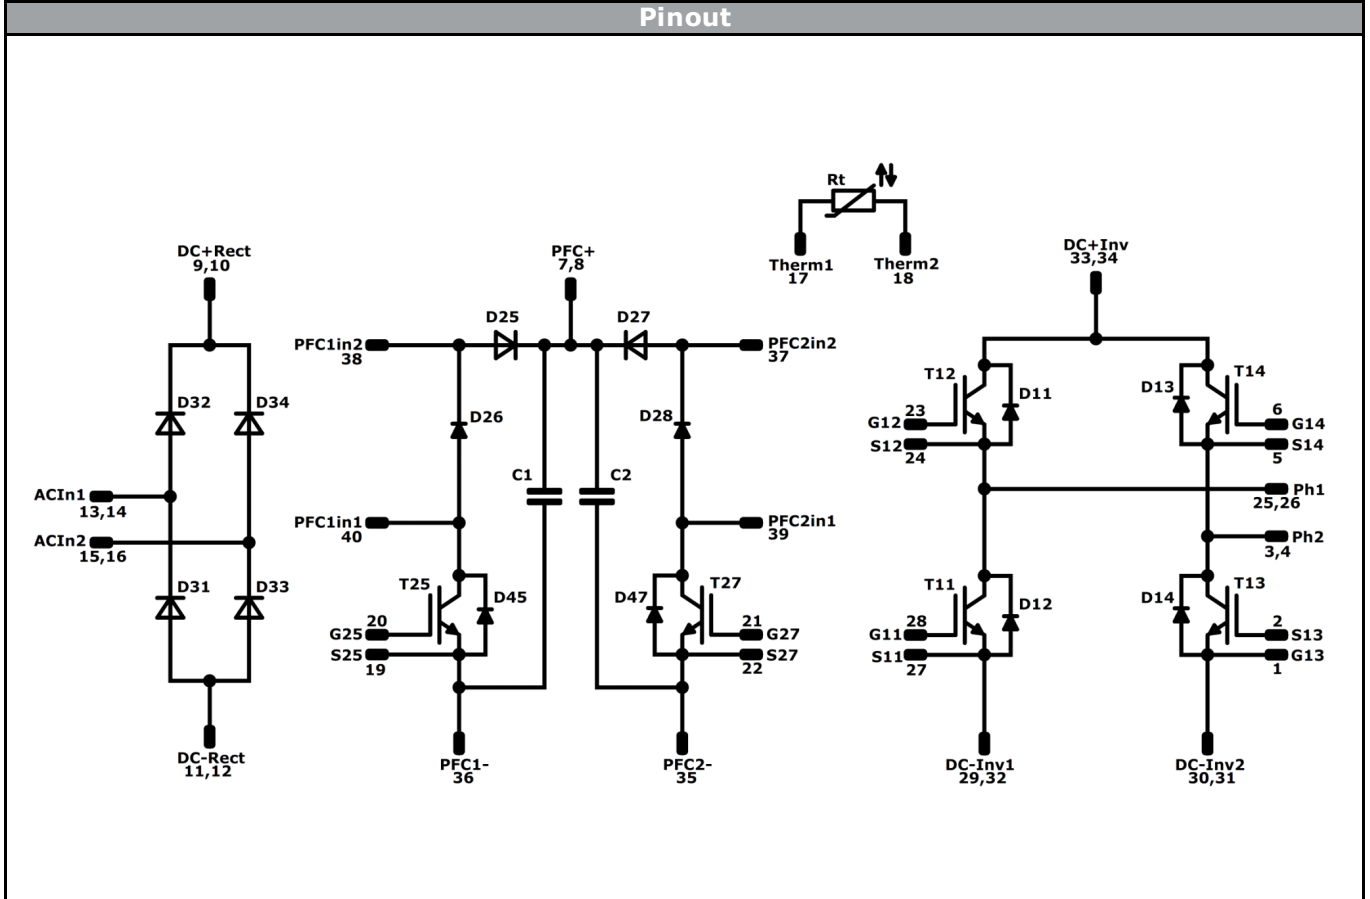 Pinout
Rt
Therm1
17
Therm2
18
DC+Rect
9,10
D32
D34
ACIn1
13,14
ACIn2
15,16
D31
D33
DC-Rect
11,12
PFC+
7,8
D25
D27
PFC1in2
38
PFC2in2
37
D26
D28
C1
C2
PFC1in1
40
PFC2in1
39
T25
D45
D47
T27
20
G25
S25
19
21
G27
S27
22
PFC1-
36
PFC2-
35
DC+Inv
33,34
T12
D11
D13
T14
23
G12
S12
24
6
G14
S14
5
Ph1
25,26
Ph2
3,4
T11
D12
D14
T13
28
G11
S11
27
2
S13
G13
1
DC-Inv1
29,32
DC-Inv2
30,31